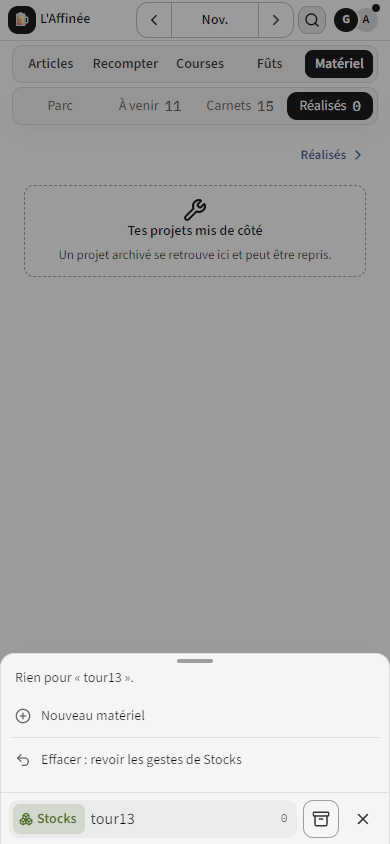 L'Affinée
Nov.
G
A
Articles Recompter Courses Fûts Matériel
Parc À venir 11 Carnets 15 Réalisés 0
Réalisés
Tes projets mis de côté
Un projet archivé se retrouve ici et peut être repris.
Rien pour « tour13 ».
Nouveau matériel
Effacer : revoir les gestes de Stocks
Stocks tour13 0